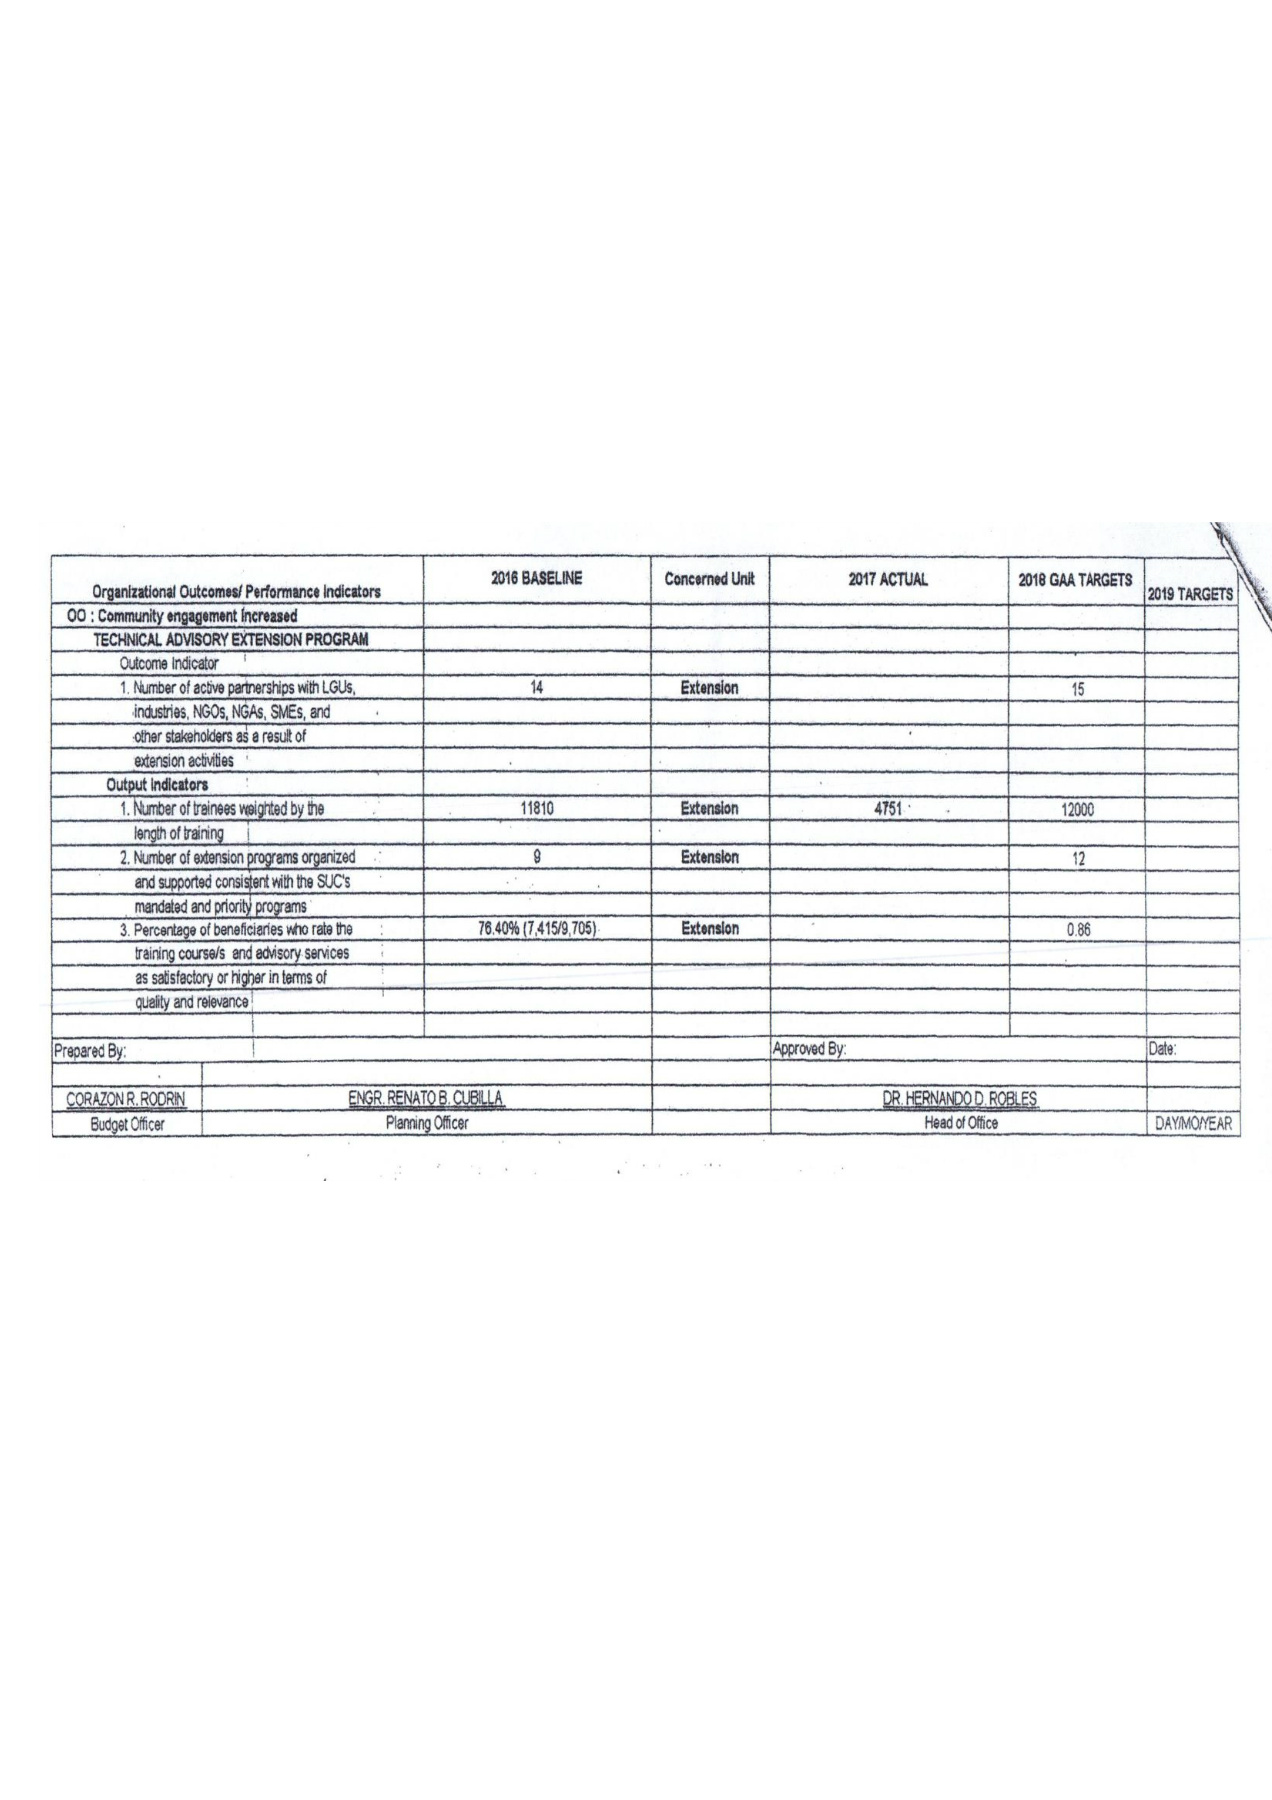 Organizational Outcomes/ Performance Indicators 2016 BASELINE Concerned Unit 2017 ACTUAL 2018 GAA TARGETS 2019 TARGETS
OO : Community engagement increased
TECHNICAL ADVISORY EXTENSION PROGRAM
Outcome Indicator
1. Number of active partnerships with LGUs, 14 Extension 15
industries, NGOs, NGAs, SMEs, and
other stakeholders as a result of
extension activities
Output Indicators
1. Number of trainees weighted by the 11810 Extension 4751 12000
length of training
2. Number of extension programs organized 9 Extension 12
and supported consistent with the SUC's
mandated and priority programs
3. Percentage of beneficiaries who rate the 76.40% (7,415/9,705) Extension 0.86
training course/s and advisory services
as satisfactory or higher in terms of
quality and relevance
Prepared By: Approved By: Date:
CORAZON R. RODRIN ENGR. RENATO B. CUBILLA DR. HERNANDO D. ROBLES
Budget Officer Planning Officer Head of Office DAY/MO/YEAR